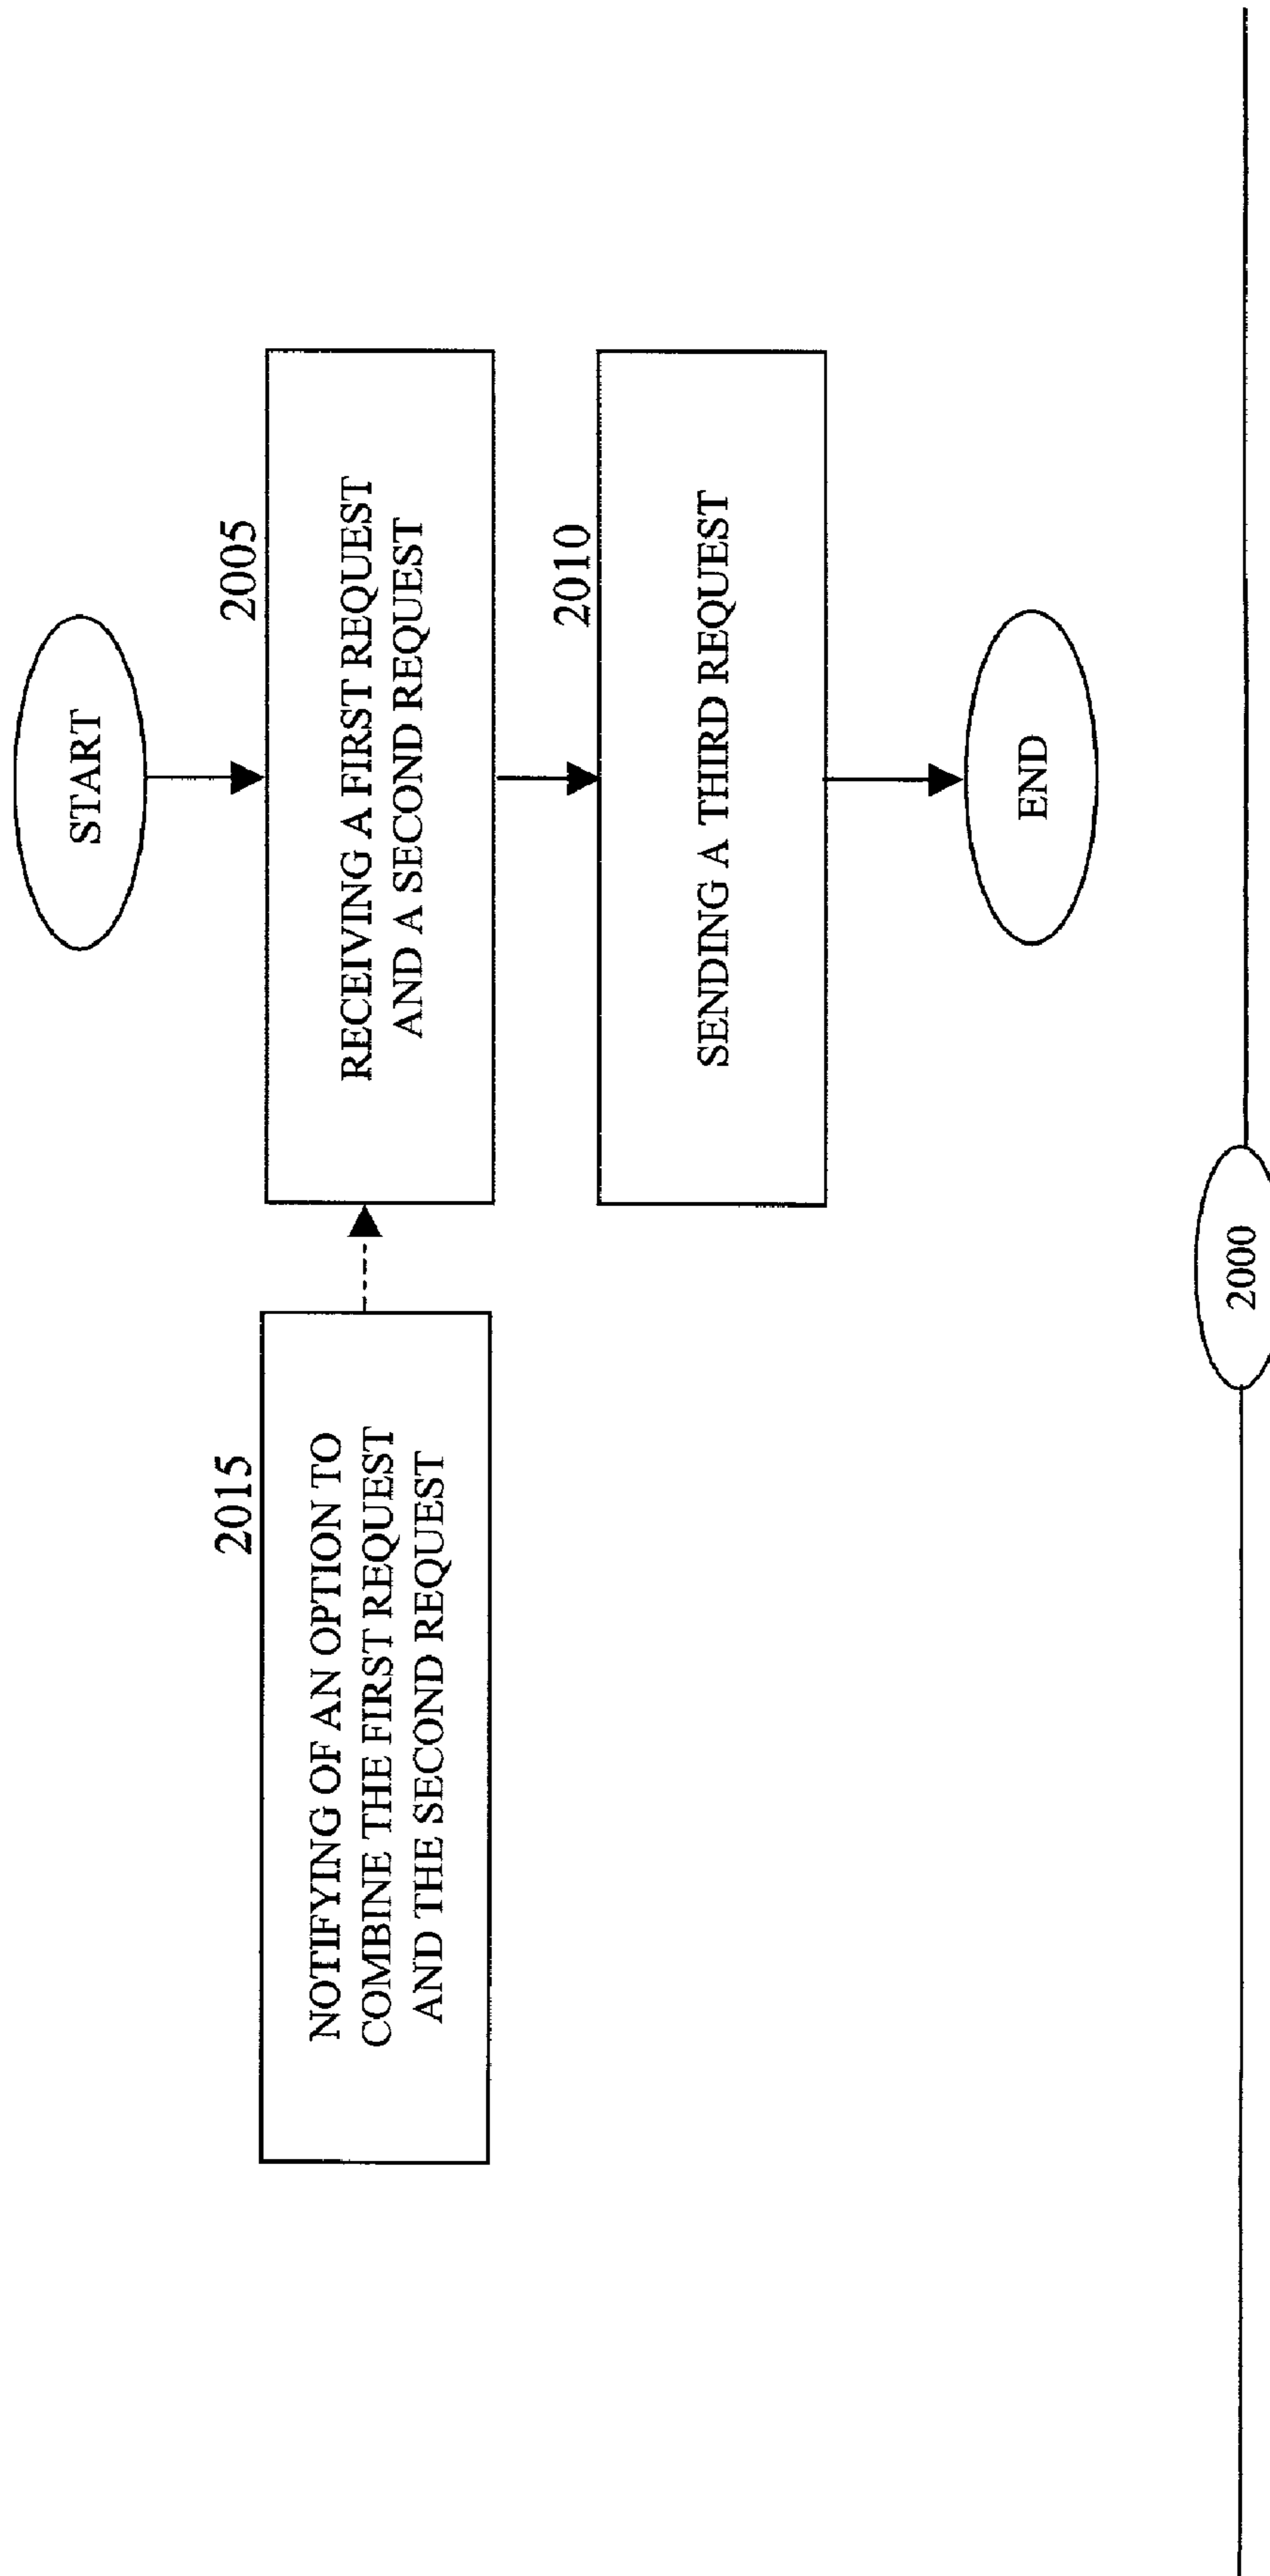 START
2005
RECEIVING A FIRST REQUEST
AND A SECOND REQUEST
2015
NOTIFYING OF AN OPTION TO
COMBINE THE FIRST REQUEST
AND THE SECOND REQUEST
2010
SENDING A THIRD REQUEST
END
2000